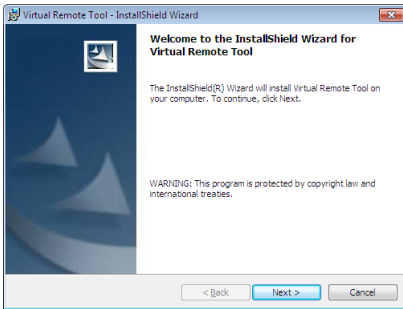 Virtual Remote Tool - InstallShield Wizard
Welcome to the InstallShield Wizard for
Virtual Remote Tool
The InstallShield(R) Wizard will install Virtual Remote Tool on
your computer. To continue, click Next.
WARNING: This program is protected by copyright law and
international treaties.
< Back Next > Cancel